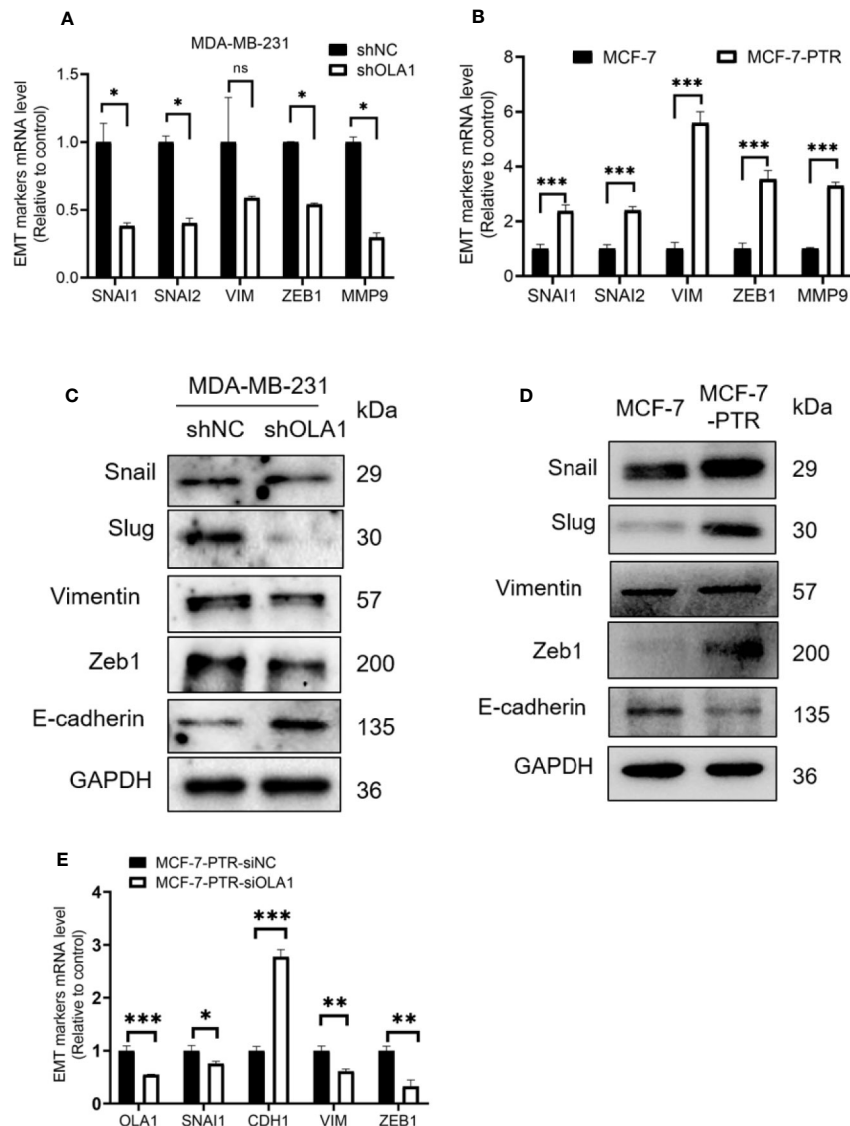 A
MDA-MB-231
shNC
shOLA1
EMT markers mRNA level
(Relative to control)
1.5
1.0
0.5
0.0
*
*
ns
*
*
SNAI1 SNAI2 VIM ZEB1 MMP9
B
MCF-7 MCF-7-PTR
EMT markers mRNA level
(Relative to control)
8
6
4
2
0
***
***
***
***
***
SNAI1 SNAI2 VIM ZEB1 MMP9
C
MDA-MB-231
shNC shOLA1 kDa
Snail 29
Slug 30
Vimentin 57
Zeb1 200
E-cadherin 135
GAPDH 36
D
MCF-7 MCF-7
-PTR kDa
Snail 29
Slug 30
Vimentin 57
Zeb1 200
E-cadherin 135
GAPDH 36
E
MCF-7-PTR-siNC
MCF-7-PTR-siOLA1
EMT markers mRNA level
(Relative to control)
4
3
2
1
0
***
*
***
**
**
OLA1 SNAI1 CDH1 VIM ZEB1